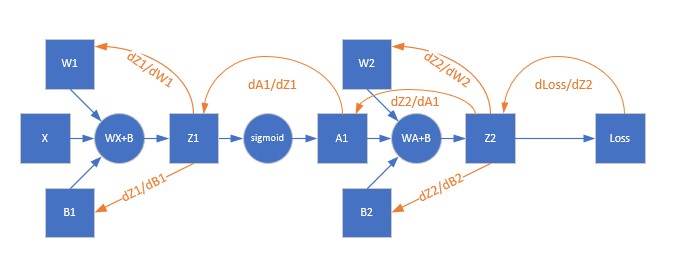 W1
dZ1/dW1
dA1/dZ1
W2
dZ2/dW2
dZ2/dA1
dLoss/dZ2
X
WX+B
Z1
sigmoid
A1
WA+B
Z2
Loss
B1
dZ1/dB1
B2
dZ2/dB2